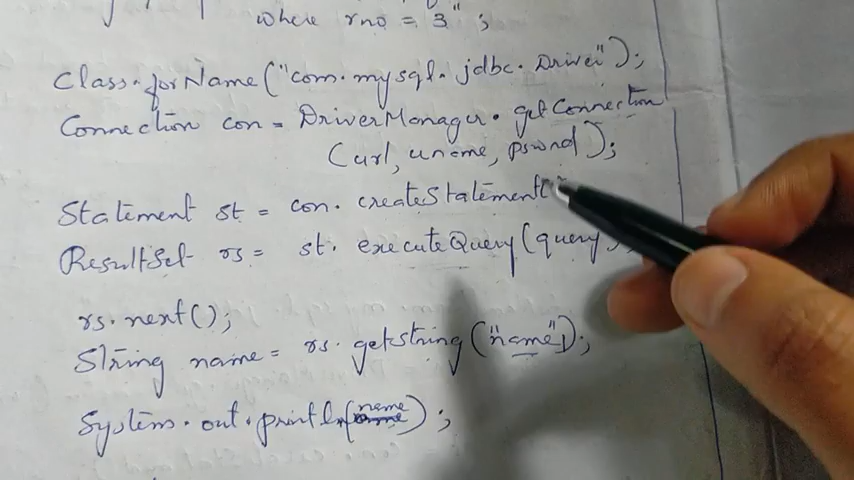 where rno = 3" ;
Class.forName("com.mysql.jdbc.Driver");
Connection con = DriverManager.getConnection
(url, uname, pswnd);
Statement st = con.createStatement(
ResultSet rs = st.executeQuery(query
rs.next();
String name = rs.getstring("name");
System.out.println(name);